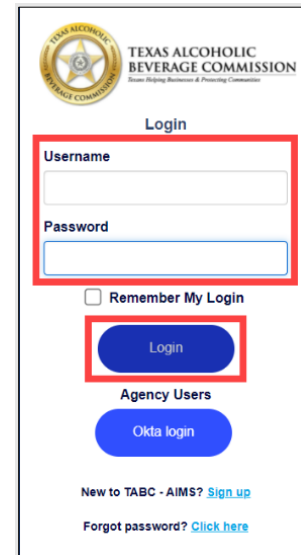 TEXAS ALCOHOLIC
BEVERAGE COMMISSION
Texas Helping Businesses & Protecting Communities
Login
Username
Password
Remember My Login
Login
Agency Users
Okta login
New to TABC - AIMS? Sign up
Forgot password? Click here